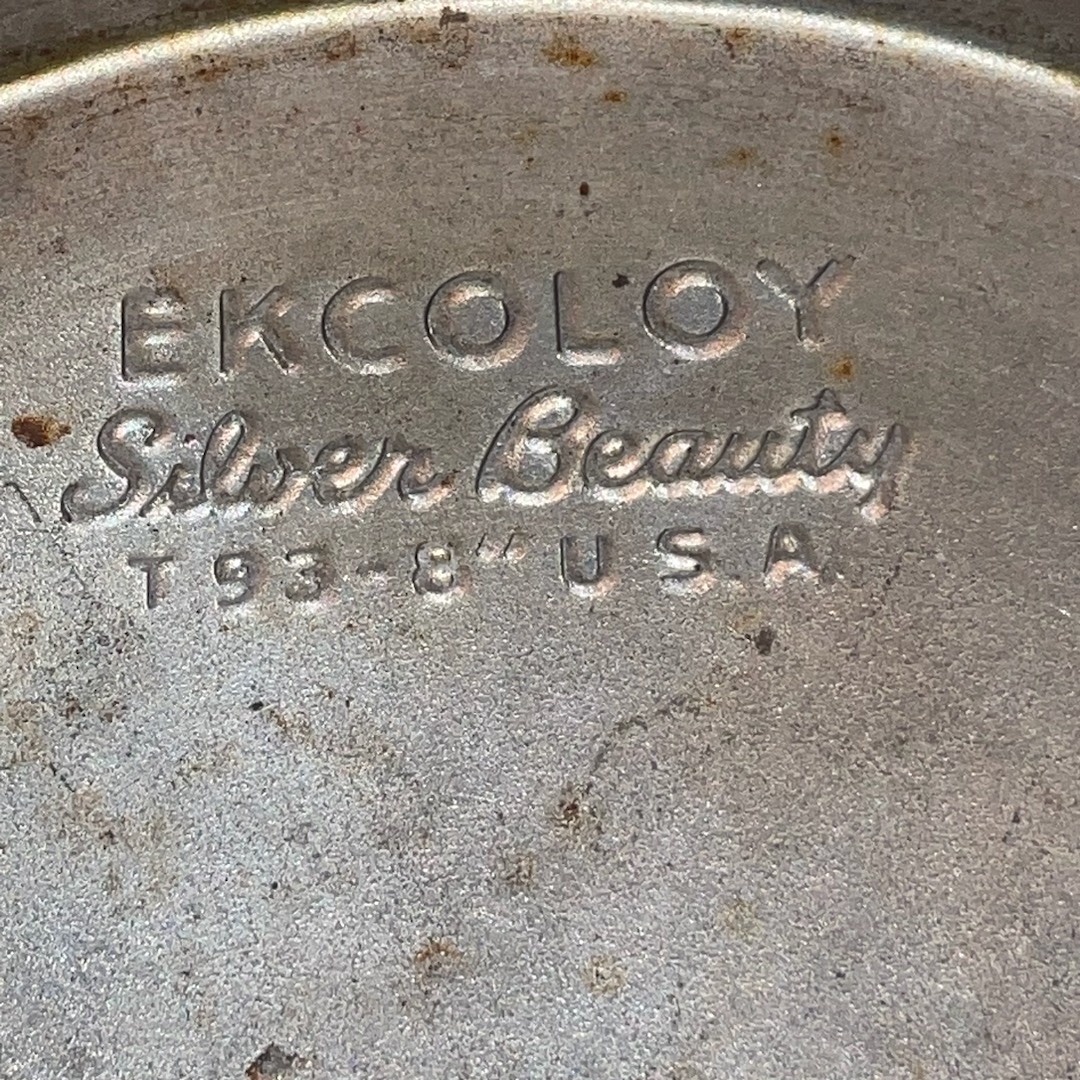 EKCOLOY
Silver Beauty
T93-8" U.S.A.